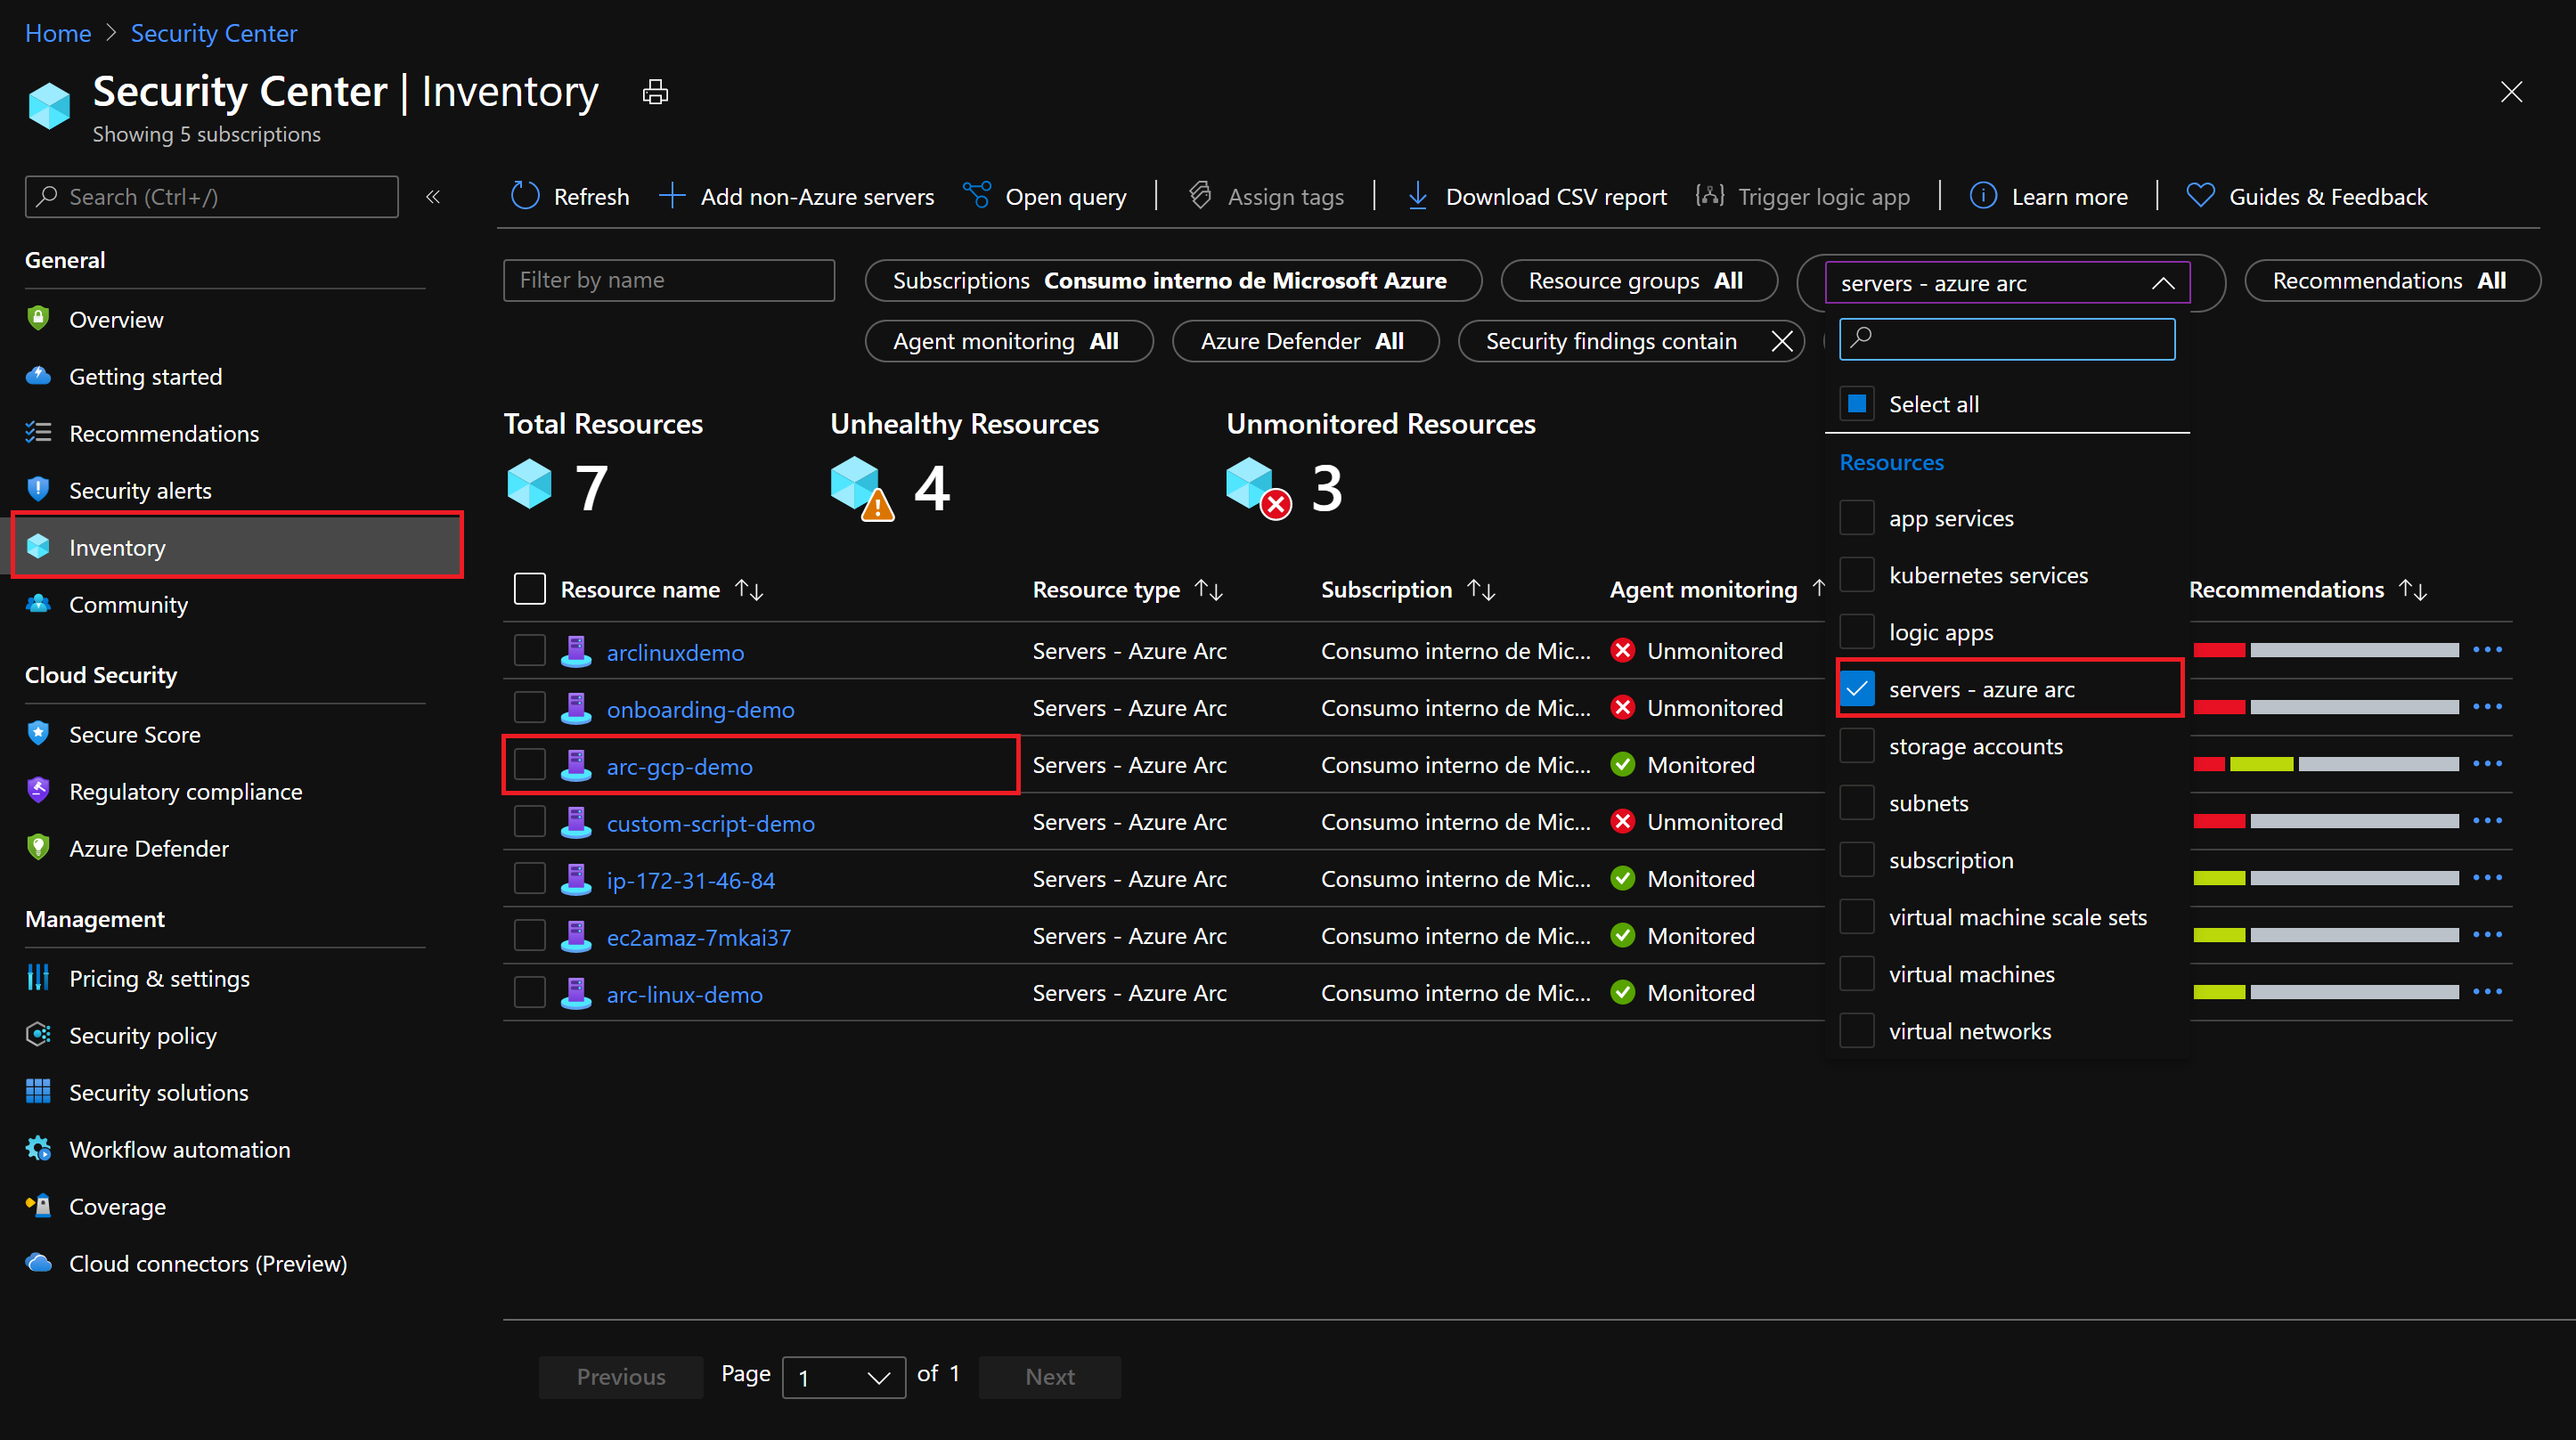 Home > Security Center
Security Center | Inventory
Showing 5 subscriptions
Search (Ctrl+/)
«
General
Overview
Getting started
Recommendations
Security alerts
Inventory
Community
Cloud Security
Secure Score
Regulatory compliance
Azure Defender
Management
Pricing & settings
Security policy
Security solutions
Workflow automation
Coverage
Cloud connectors (Preview)
Refresh Add non-Azure servers Open query Assign tags Download CSV report Trigger logic app Learn more Guides & Feedback
Filter by name Subscriptions Consumo interno de Microsoft Azure Resource groups All servers - azure arc Recommendations All
Agent monitoring All Azure Defender All Security findings contain
Total Resources Unhealthy Resources Unmonitored Resources
7 4 3
Resource name Resource type Subscription Agent monitoring Recommendations
arclinuxdemo Servers - Azure Arc Consumo interno de Mic... Unmonitored
onboarding-demo Servers - Azure Arc Consumo interno de Mic... Unmonitored
arc-gcp-demo Servers - Azure Arc Consumo interno de Mic... Monitored
custom-script-demo Servers - Azure Arc Consumo interno de Mic... Unmonitored
ip-172-31-46-84 Servers - Azure Arc Consumo interno de Mic... Monitored
ec2amaz-7mkai37 Servers - Azure Arc Consumo interno de Mic... Monitored
arc-linux-demo Servers - Azure Arc Consumo interno de Mic... Monitored
Select all
Resources
app services
kubernetes services
logic apps
servers - azure arc
storage accounts
subnets
subscription
virtual machine scale sets
virtual machines
virtual networks
Previous Page 1 of 1 Next